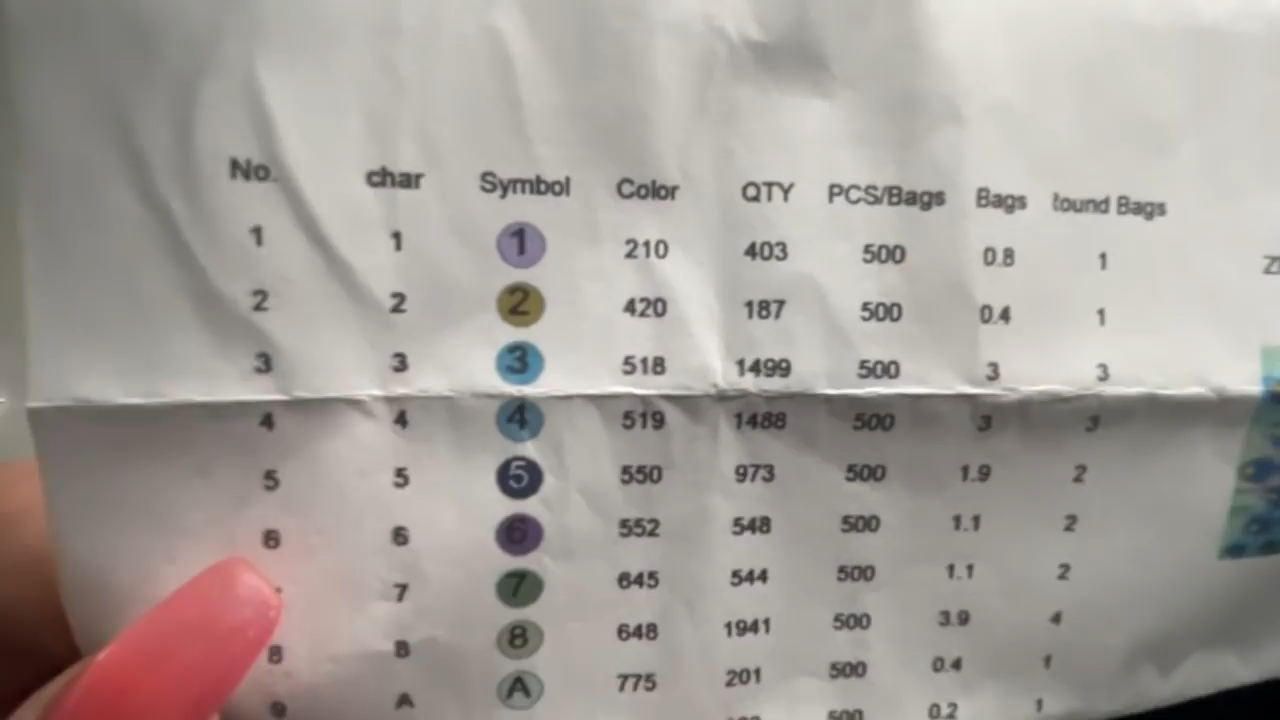 No. char Symbol Color QTY PCS/Bags Bags tound Bags
1 1 1 210 403 500 0.8 1
2 2 2 420 187 500 0.4 1
3 3 3 518 1499 500 3 3
4 4 4 519 1488 500 3 3
5 5 5 550 973 500 1.9 2
6 6 6 552 548 500 1.1 2
7 7 645 544 500 1.1 2
8 8 8 648 1941 500 3.9 4
9 A A 775 201 500 0.4 1
500 0.2 1